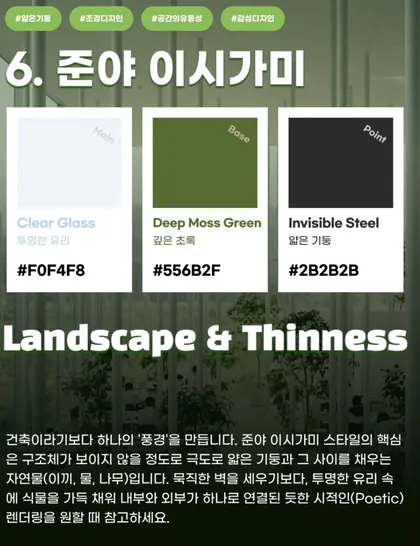 #얇은기둥 #조경디자인 #공간의유동성 #감성디자인
6. 준야 이시가미
Main
Base
Point
Clear Glass
투명한 유리
#F0F4F8
Deep Moss Green
깊은 초록
#556B2F
Invisible Steel
얇은 기둥
#2B2B2B
Landscape & Thinness
건축이라기보다 하나의 '풍경'을 만듭니다. 준야 이시가미 스타일의 핵심
은 구조체가 보이지 않을 정도로 극도로 얇은 기둥과 그 사이를 채우는
자연물(이끼, 물, 나무)입니다. 묵직한 벽을 세우기보다, 투명한 유리 속
에 식물을 가득 채워 내부와 외부가 하나로 연결된 듯한 시적인(Poetic)
렌더링을 원할 때 참고하세요.